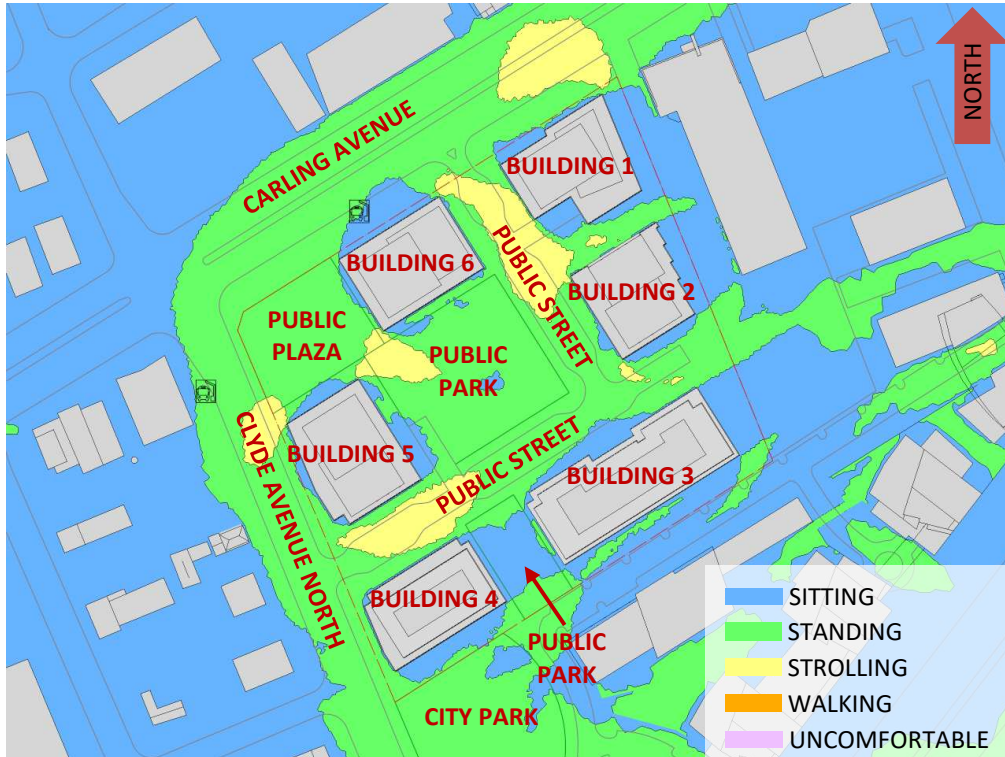 NORTH
CARLING AVENUE
BUILDING 1
BUILDING 6
PUBLIC STREET
BUILDING 2
PUBLIC
PLAZA
PUBLIC
PARK
CLYDE AVENUE NORTH
BUILDING 5
PUBLIC STREET
BUILDING 3
BUILDING 4
PUBLIC
PARK
CITY PARK
SITTING
STANDING
STROLLING
WALKING
UNCOMFORTABLE